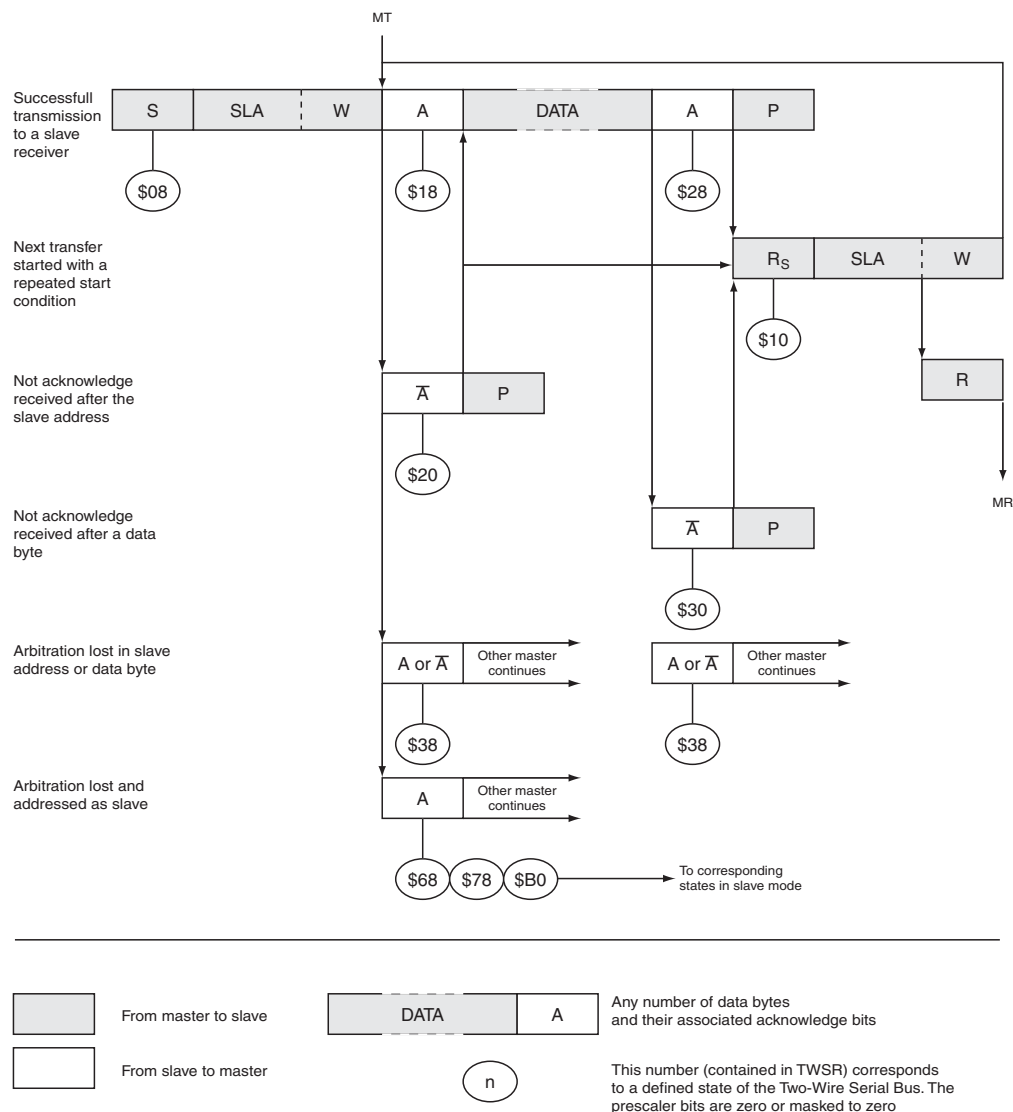 MT
Successfull
transmission
to a slave
receiver
S SLA W A DATA A P
$08 $18 $28
Next transfer
started with a
repeated start
condition
RS SLA W
$10
Not acknowledge
received after the
slave address
A̅ P
R
$20
MR
Not acknowledge
received after a data
byte
A̅ P
$30
Arbitration lost in slave
address or data byte
A or A̅ Other master
continues
A or A̅ Other master
continues
$38 $38
Arbitration lost and
addressed as slave
A Other master
continues
$68 $78 $B0
To corresponding
states in slave mode
From master to slave
DATA A
Any number of data bytes
and their associated acknowledge bits
From slave to master
n
This number (contained in TWSR) corresponds
to a defined state of the Two-Wire Serial Bus. The
prescaler bits are zero or masked to zero